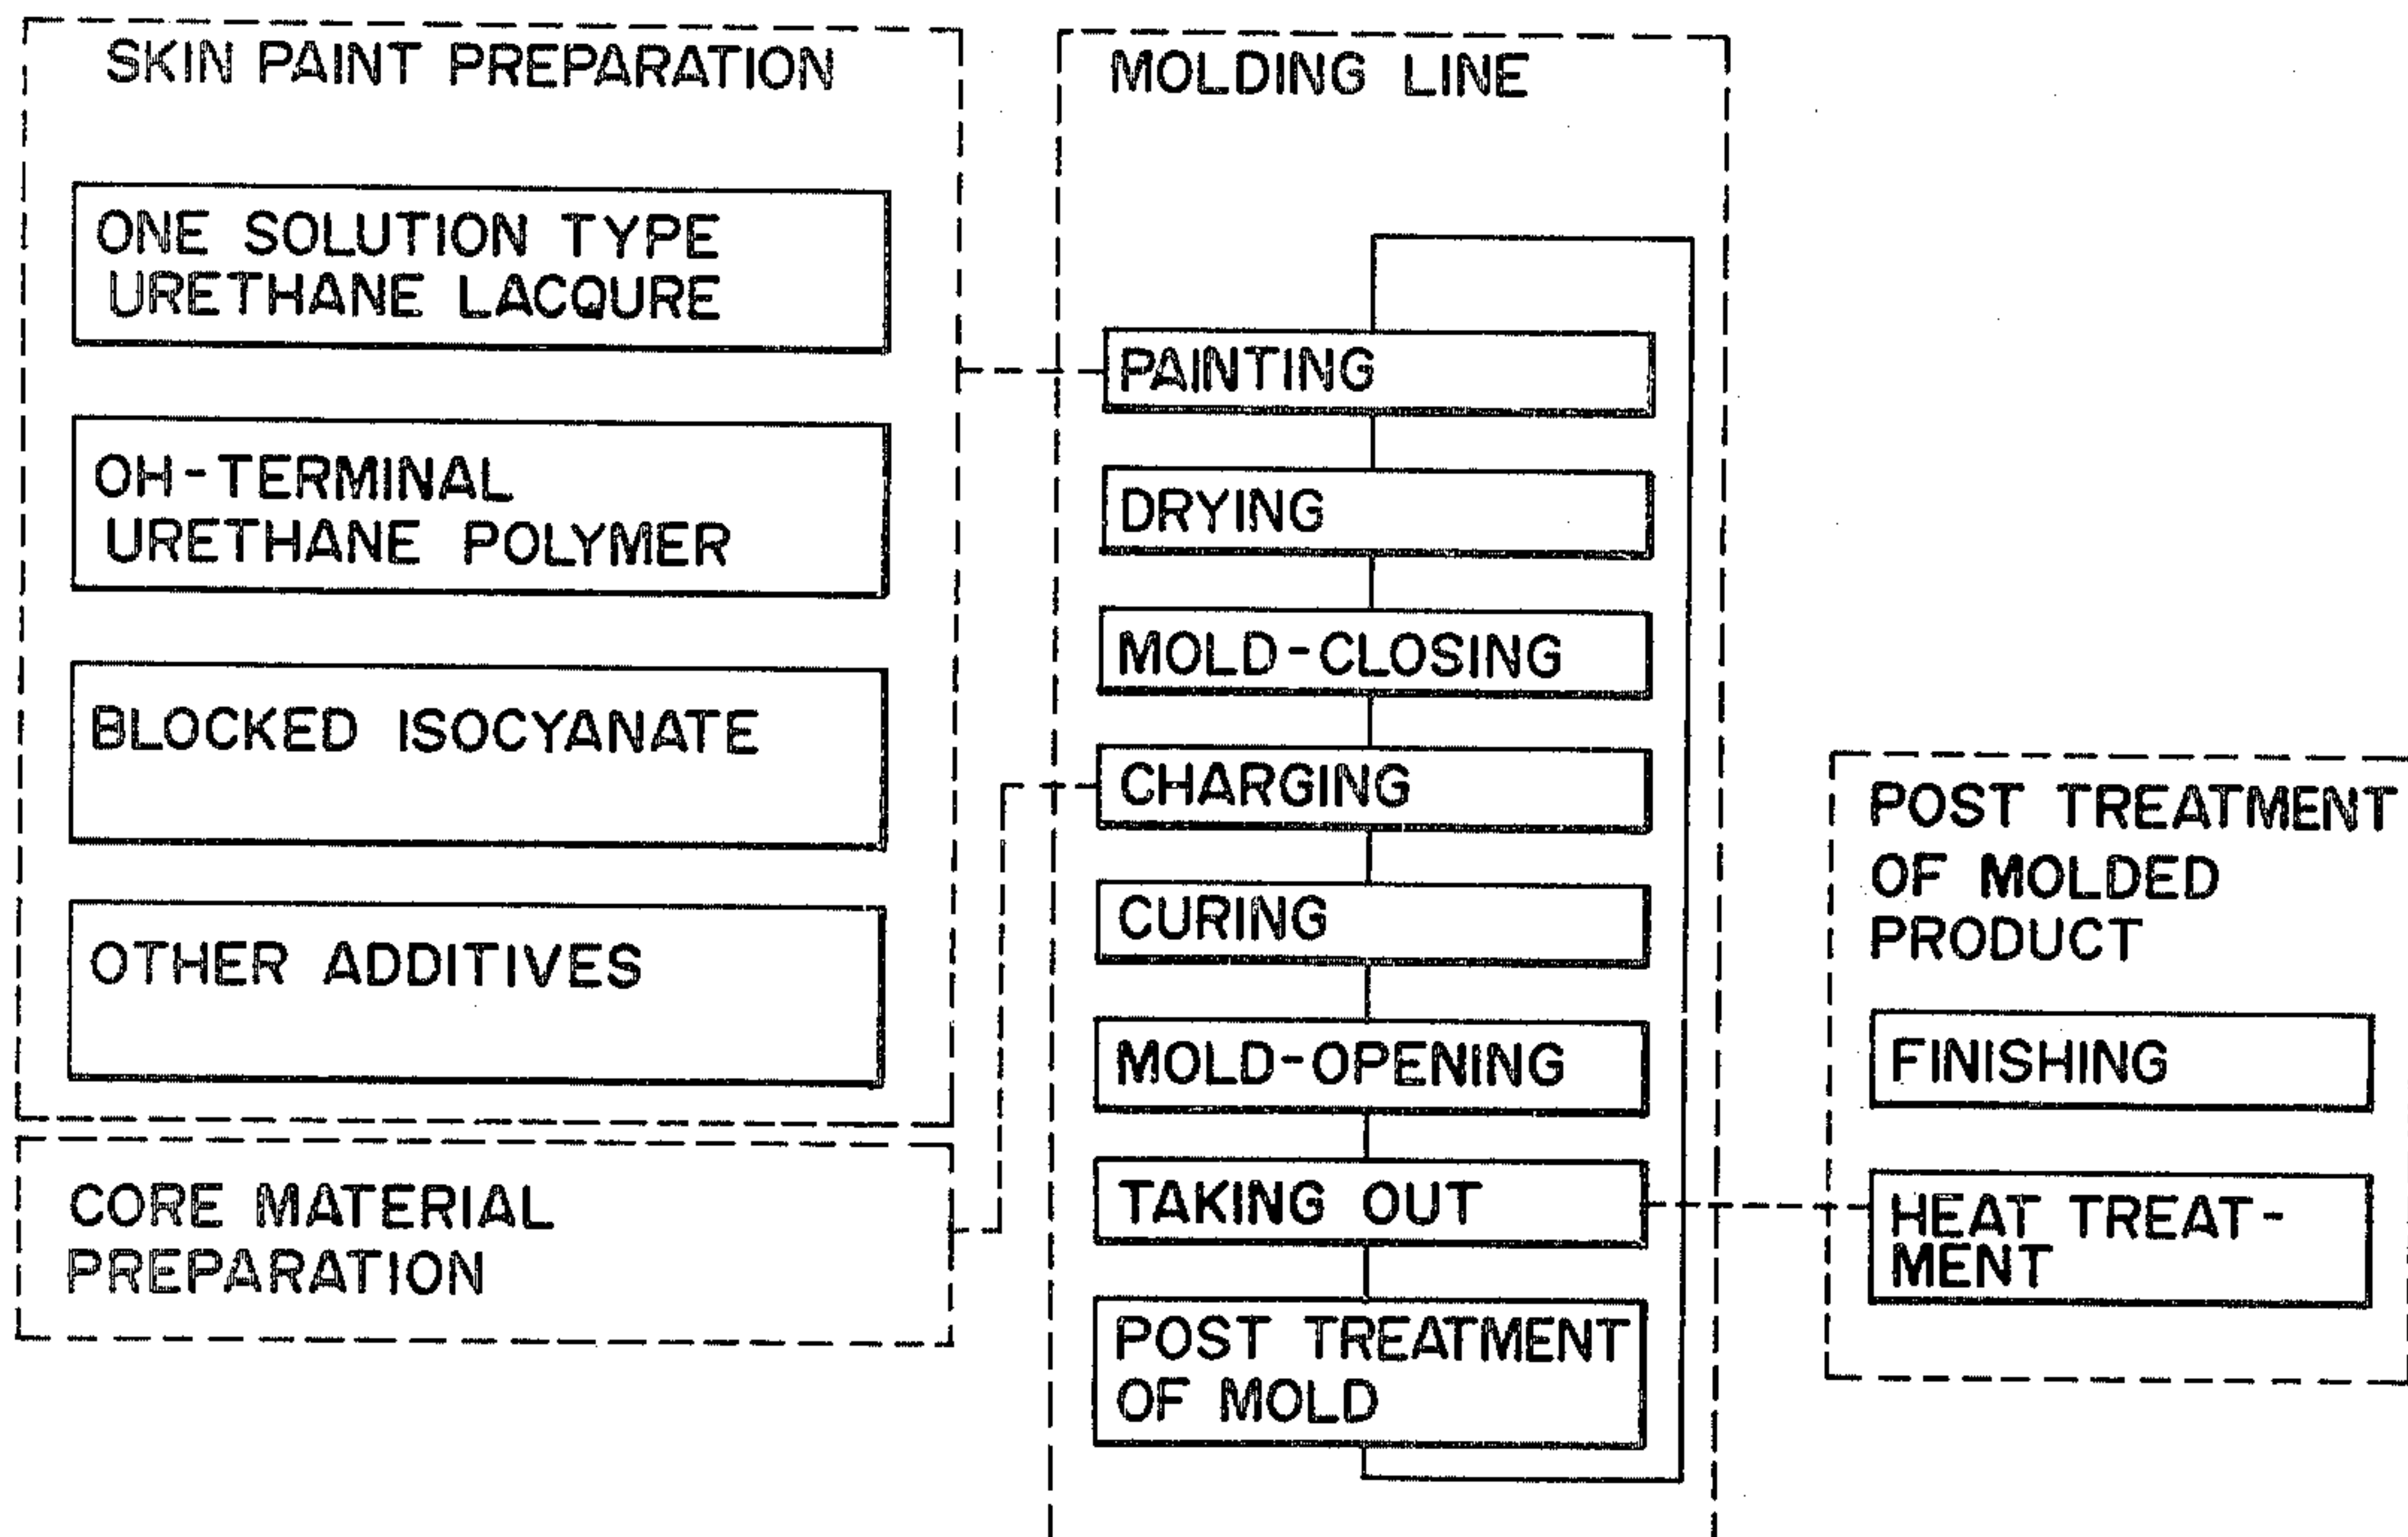 SKIN PAINT PREPARATION
ONE SOLUTION TYPE
URETHANE LACQURE
OH-TERMINAL
URETHANE POLYMER
BLOCKED ISOCYANATE
OTHER ADDITIVES
CORE MATERIAL
PREPARATION
MOLDING LINE
PAINTING
DRYING
MOLD-CLOSING
CHARGING
CURING
MOLD-OPENING
TAKING OUT
POST TREATMENT
OF MOLD
POST TREATMENT
OF MOLDED
PRODUCT
FINISHING
HEAT TREAT-
MENT